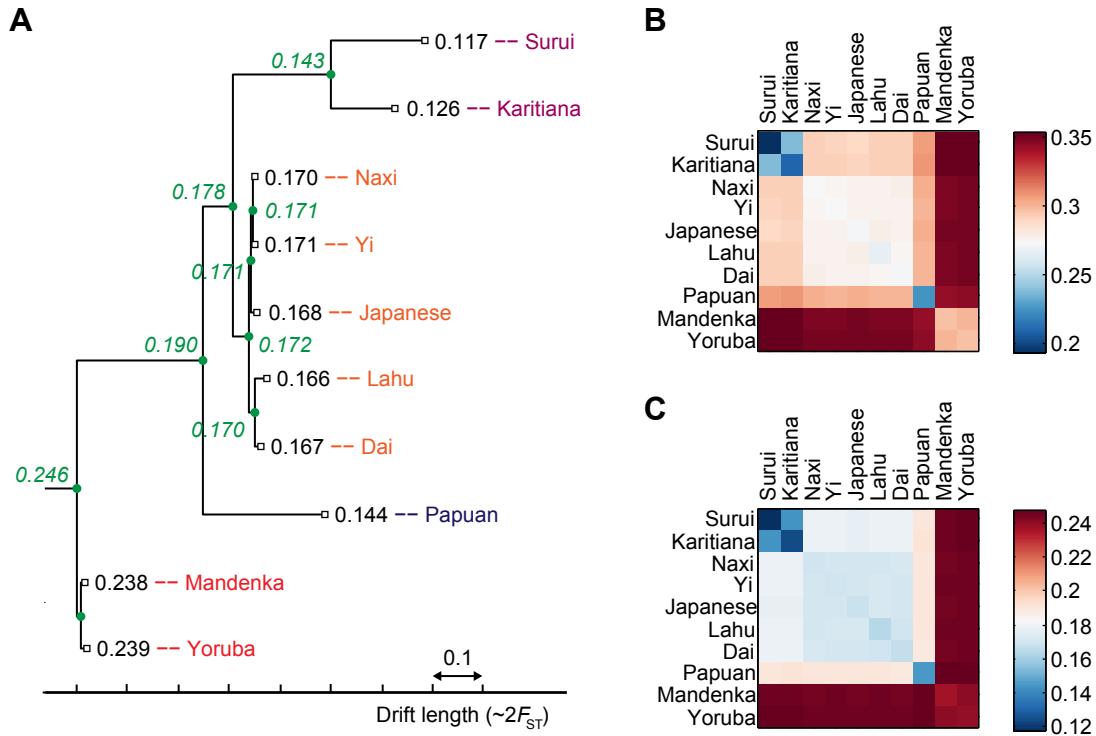 A
0.143
0.117 -- Surui
0.126 -- Karitiana
0.178
0.170 -- Naxi
0.171
0.171 -- Yi
0.171
0.168 -- Japanese
0.190
0.172
0.166 -- Lahu
0.170
0.167 -- Dai
0.246
0.144 -- Papuan
0.238 -- Mandenka
0.239 -- Yoruba
0.1
Drift length (~2FST)
B
Surui
Karitiana
Naxi
Yi
Japanese
Lahu
Dai
Papuan
Mandenka
Yoruba
Surui
Karitiana
Naxi
Yi
Japanese
Lahu
Dai
Papuan
Mandenka
Yoruba
0.35
0.3
0.25
0.2
C
Surui
Karitiana
Naxi
Yi
Japanese
Lahu
Dai
Papuan
Mandenka
Yoruba
Surui
Karitiana
Naxi
Yi
Japanese
Lahu
Dai
Papuan
Mandenka
Yoruba
0.24
0.22
0.20
0.18
0.16
0.14
0.12